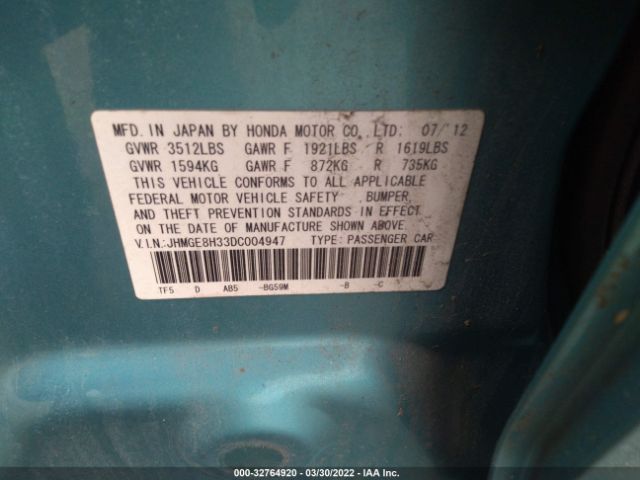 MFD. IN JAPAN BY HONDA MOTOR CO., LTD: 07/'12
GVWR 3512LBS GAWR F 1921LBS R 1619LBS
GVWR 1594KG GAWR F 872KG R 735KG
THIS VEHICLE CONFORMS TO ALL APPLICABLE
FEDERAL MOTOR VEHICLE SAFETY ,BUMPER,
AND THEFT PREVENTION STANDARDS IN EFFECT
ON THE DATE OF MANUFACTURE SHOWN ABOVE.
V.I.N.:JHMGE8H33DC004947 TYPE: PASSENGER CAR
TF5 D AB5 -BG59M -B -C
000-32764920 - 03/30/2022 - IAA Inc.